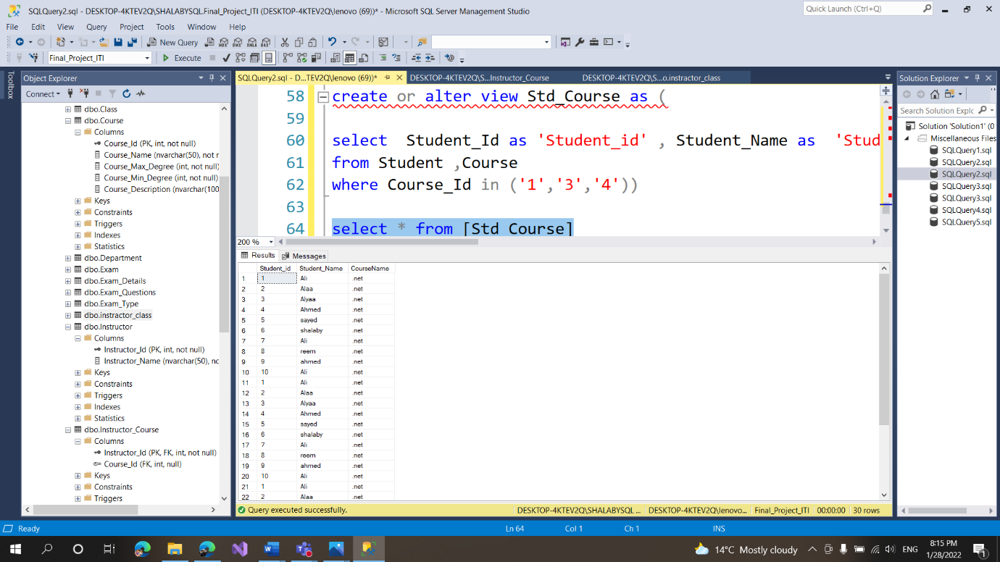 SQLQuery2.sql - DESKTOP-4KTEV2Q\SHALABYSQL.Final_Project_ITI (DESKTOP-4KTEV2Q\lenovo (69))* - Microsoft SQL Server Management Studio
Quick Launch (Ctrl+Q)
File Edit View Query Project Tools Window Help
New Query
Final_Project_ITI Execute
Toolbox
Object Explorer
Connect
dbo.Class
dbo.Course
Columns
Course_Id (PK, int, not null)
Course_Name (nvarchar(50), not r
Course_Max_Degree (int, not null)
Course_Min_Degree (int, not null)
Course_Description (nvarchar(100
Keys
Constraints
Triggers
Indexes
Statistics
dbo.Department
dbo.Exam
dbo.Exam_Details
dbo.Exam_Questions
dbo.Exam_Type
dbo.instractor_class
dbo.Instructor
Columns
Instructor_Id (PK, int, not null)
Instructor_Name (nvarchar(50), nc
Keys
Constraints
Triggers
Indexes
Statistics
dbo.Instructor_Course
Columns
Instructor_Id (PK, FK, int, not null)
Course_Id (FK, int, null)
Keys
Constraints
Triggers
SQLQuery2.sql - D...TEV2Q\lenovo (69))* DESKTOP-4KTEV2Q\S...Instructor_Course DESKTOP-4KTEV2Q\S...o.instractor_class
58 create or alter view Std_Course as (
59
60 select Student_Id as 'Student_id' , Student_Name as 'Stud
61 from Student ,Course
62 where Course_Id in ('1','3','4'))
63
64 select * from [Std_Course]
200 %
Results Messages
Student_id Student_Name CourseName
1 1 Ali .net
2 2 Alaa .net
3 3 Alyaa .net
4 4 Ahmed .net
5 5 sayed .net
6 6 shalaby .net
7 7 Ali .net
8 8 reem .net
9 9 ahmed .net
10 10 Ali .net
11 1 Ali .net
12 2 Alaa .net
13 3 Alyaa .net
14 4 Ahmed .net
15 5 sayed .net
16 6 shalaby .net
17 7 Ali .net
18 8 reem .net
19 9 ahmed .net
20 10 Ali .net
21 1 Ali .net
22 2 Alaa .net
Query executed successfully. DESKTOP-4KTEV2Q\SHALABYSQL ... DESKTOP-4KTEV2Q\lenovo... Final_Project_ITI 00:00:00 30 rows
Solution Explorer
Search Solution Explc
Solution 'Solution1' (0
Miscellaneous Files
SQLQuery1.sql
SQLQuery2.sql
SQLQuery2.sql
SQLQuery3.sql
SQLQuery3.sql
SQLQuery4.sql
SQLQuery5.sql
Ready Ln 64 Col 1 Ch 1 INS
14°C Mostly cloudy ENG
8:15 PM
1/28/2022
1